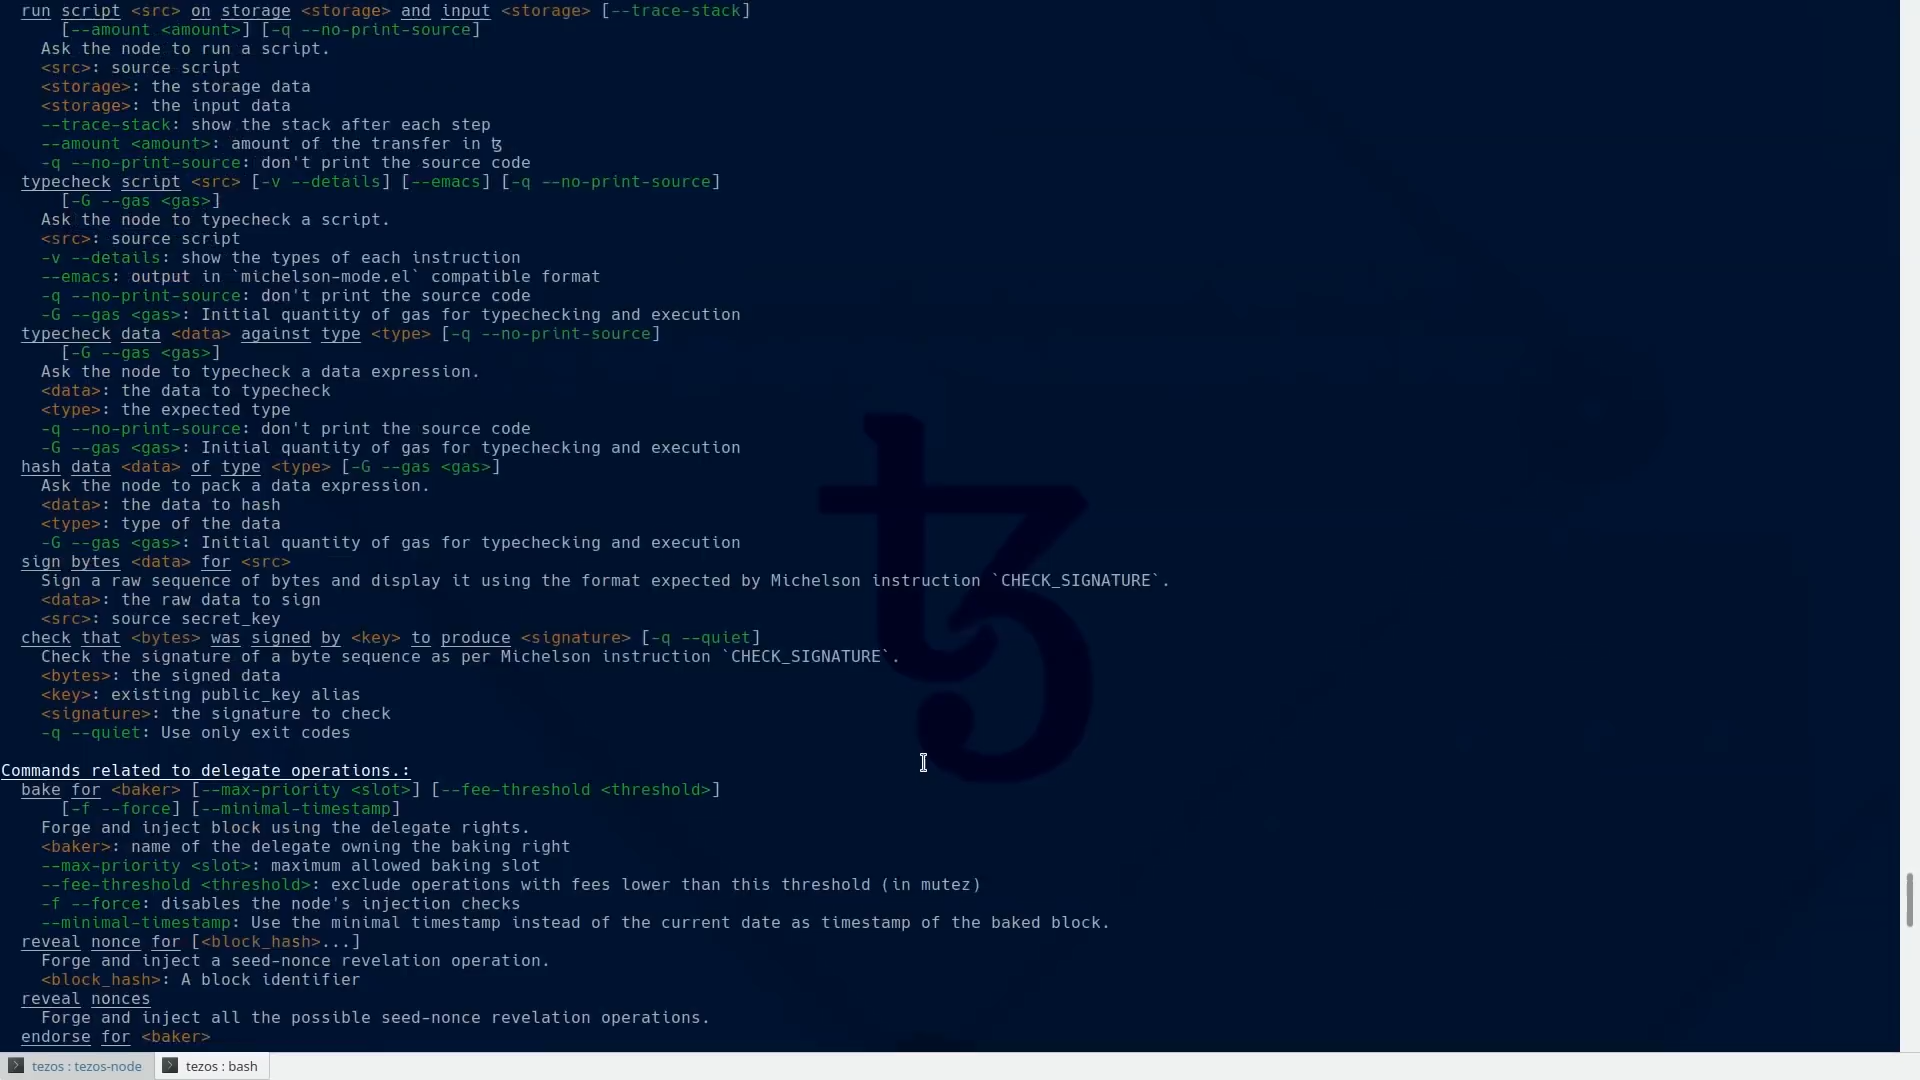 run script <src> on storage <storage> and input <storage> [--trace-stack]
[--amount <amount>] [-q --no-print-source]
Ask the node to run a script.
<src>: source script
<storage>: the storage data
<storage>: the input data
--trace-stack: show the stack after each step
--amount <amount>: amount of the transfer in ꜩ
-q --no-print-source: don't print the source code
typecheck script <src> [-v --details] [--emacs] [-q --no-print-source]
[-G --gas <gas>]
Ask the node to typecheck a script.
<src>: source script
-v --details: show the types of each instruction
--emacs: output in `michelson-mode.el` compatible format
-q --no-print-source: don't print the source code
-G --gas <gas>: Initial quantity of gas for typechecking and execution
typecheck data <data> against type <type> [-q --no-print-source]
[-G --gas <gas>]
Ask the node to typecheck a data expression.
<data>: the data to typecheck
<type>: the expected type
-q --no-print-source: don't print the source code
-G --gas <gas>: Initial quantity of gas for typechecking and execution
hash data <data> of type <type> [-G --gas <gas>]
Ask the node to pack a data expression.
<data>: the data to hash
<type>: type of the data
-G --gas <gas>: Initial quantity of gas for typechecking and execution
sign bytes <data> for <src>
Sign a raw sequence of bytes and display it using the format expected by Michelson instruction `CHECK_SIGNATURE`.
<data>: the raw data to sign
<src>: source secret_key
check that <bytes> was signed by <key> to produce <signature> [-q --quiet]
Check the signature of a byte sequence as per Michelson instruction `CHECK_SIGNATURE`.
<bytes>: the signed data
<key>: existing public_key alias
<signature>: the signature to check
-q --quiet: Use only exit codes
Commands related to delegate operations.:
bake for <baker> [--max-priority <slot>] [--fee-threshold <threshold>]
[-f --force] [--minimal-timestamp]
Forge and inject block using the delegate rights.
<baker>: name of the delegate owning the baking right
--max-priority <slot>: maximum allowed baking slot
--fee-threshold <threshold>: exclude operations with fees lower than this threshold (in mutez)
-f --force: disables the node's injection checks
--minimal-timestamp: Use the minimal timestamp instead of the current date as timestamp of the baked block.
reveal nonce for [<block_hash>...]
Forge and inject a seed-nonce revelation operation.
<block_hash>: A block identifier
reveal nonces
Forge and inject all the possible seed-nonce revelation operations.
endorse for <baker>
tezos : tezos-node
tezos : bash